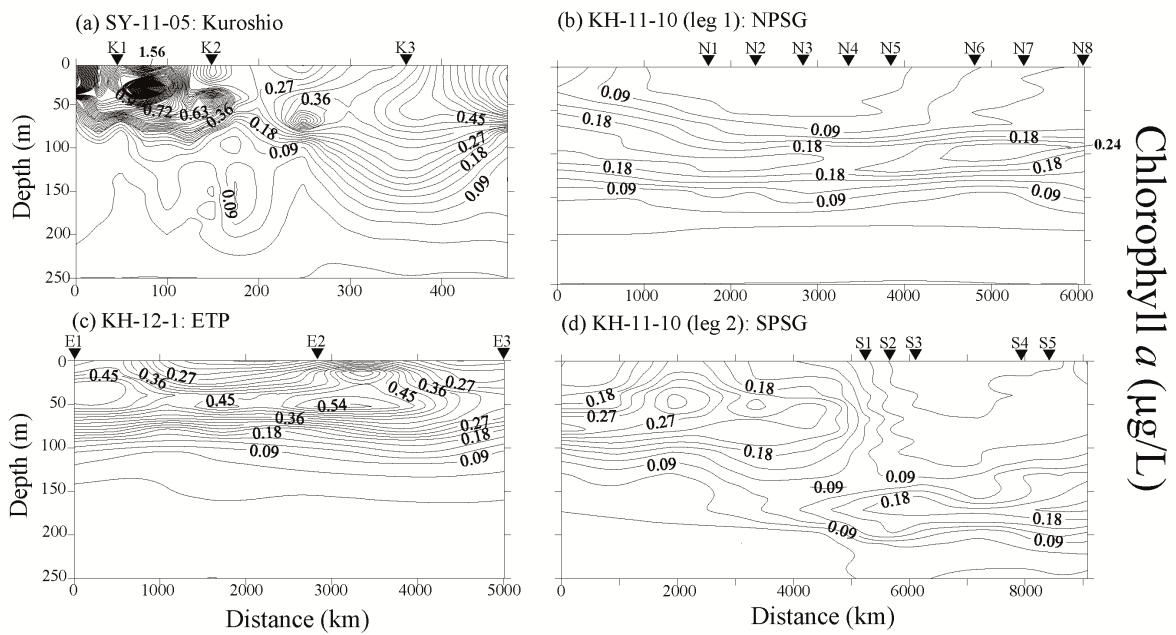 (a) SY-11-05: Kuroshio
K1 1.56 K2 K3
0
50
100
150
200
250
0.72 0.63 0.36 0.18 0.09
0.27
0.36
0.45
0.27
0.18
0.09
0.09
0 100 200 300 400
Depth (m)
(b) KH-11-10 (leg 1): NPSG
N1 N2 N3 N4 N5 N6 N7 N8
0.09
0.18
0.09
0.18
0.18
0.24
0.18 0.18 0.18
0.09 0.09 0.09
0 1000 2000 3000 4000 5000 6000
(c) KH-12-1: ETP
E1 E2 E3
0
50
100
150
200
250
0.45 0.36 0.27
0.45 0.36 0.27
0.45 0.54
0.36
0.27
0.18 0.18
0.09 0.09
0 1000 2000 3000 4000 5000
Depth (m)
Distance (km)
(d) KH-11-10 (leg 2): SPSG
S1 S2 S3 S4 S5
0.18
0.18
0.27
0.27
0.18
0.09
0.09
0.09
0.18
0.18
0.09
0.09
0 2000 4000 6000 8000
Distance (km)
Chlorophyll a (µg/L)